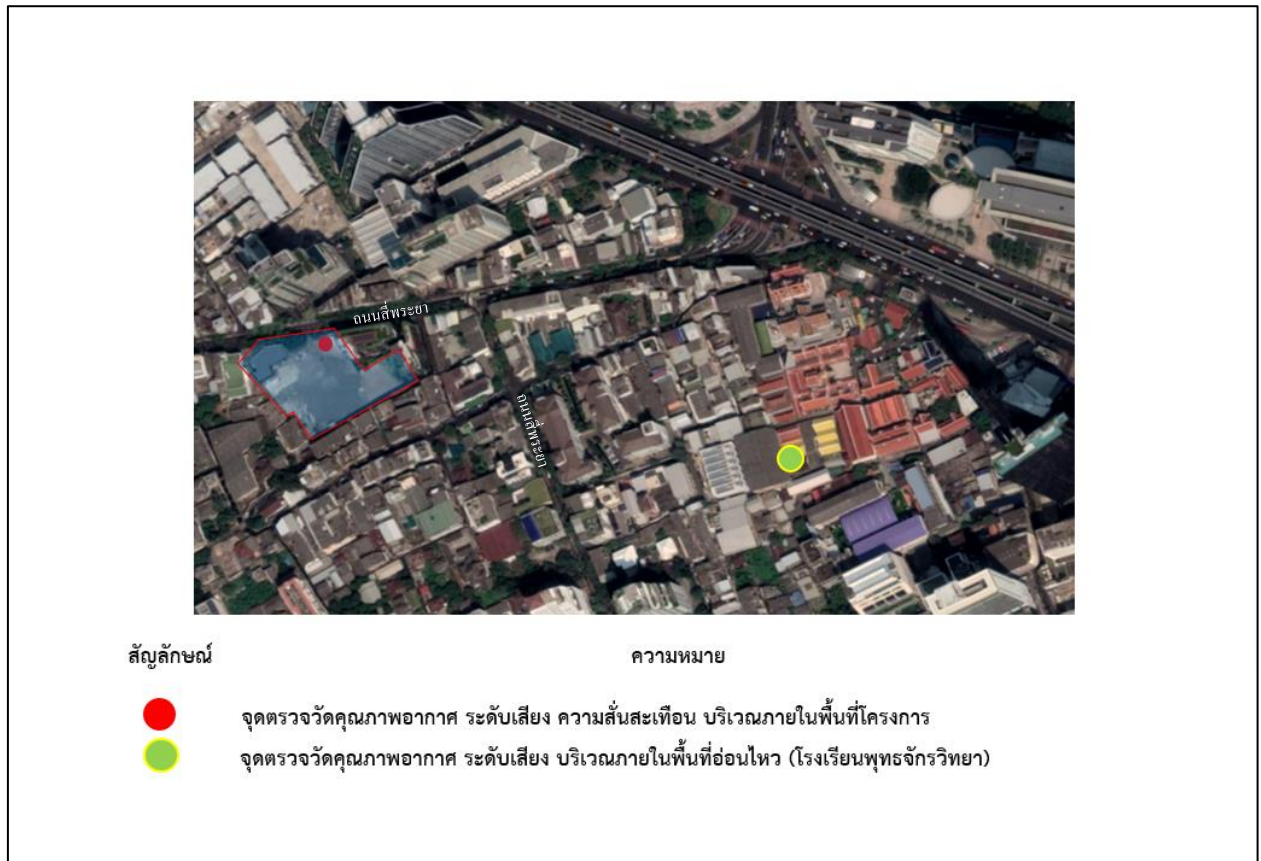 ถนนสี่พระยา
ถนนสี่พระยา
สัญลักษณ์ ความหมาย
จุดตรวจวัดคุณภาพอากาศ ระดับเสียง ความสั่นสะเทือน บริเวณภายในพื้นที่โครงการ
จุดตรวจวัดคุณภาพอากาศ ระดับเสียง บริเวณภายในพื้นที่อ่อนไหว (โรงเรียนพุทธจักรวิทยา)